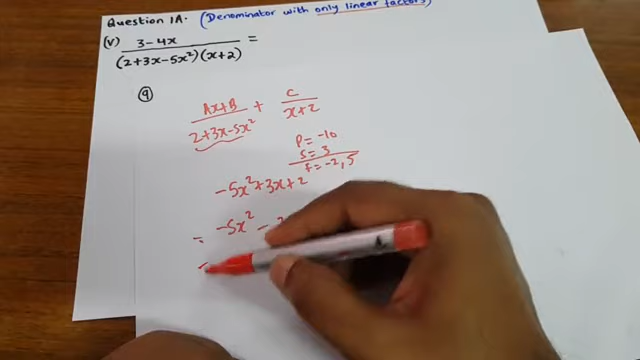 Question 1A. (Denominator with only linear factors)
(v) 3-4x / (2+3x-5x²)(x+2) =
(9)
Ax+B / 2+3x-5x² + C / x+2
P = -10
S = 3
F = -2, 5
-5x²+3x+2
= -5x² -